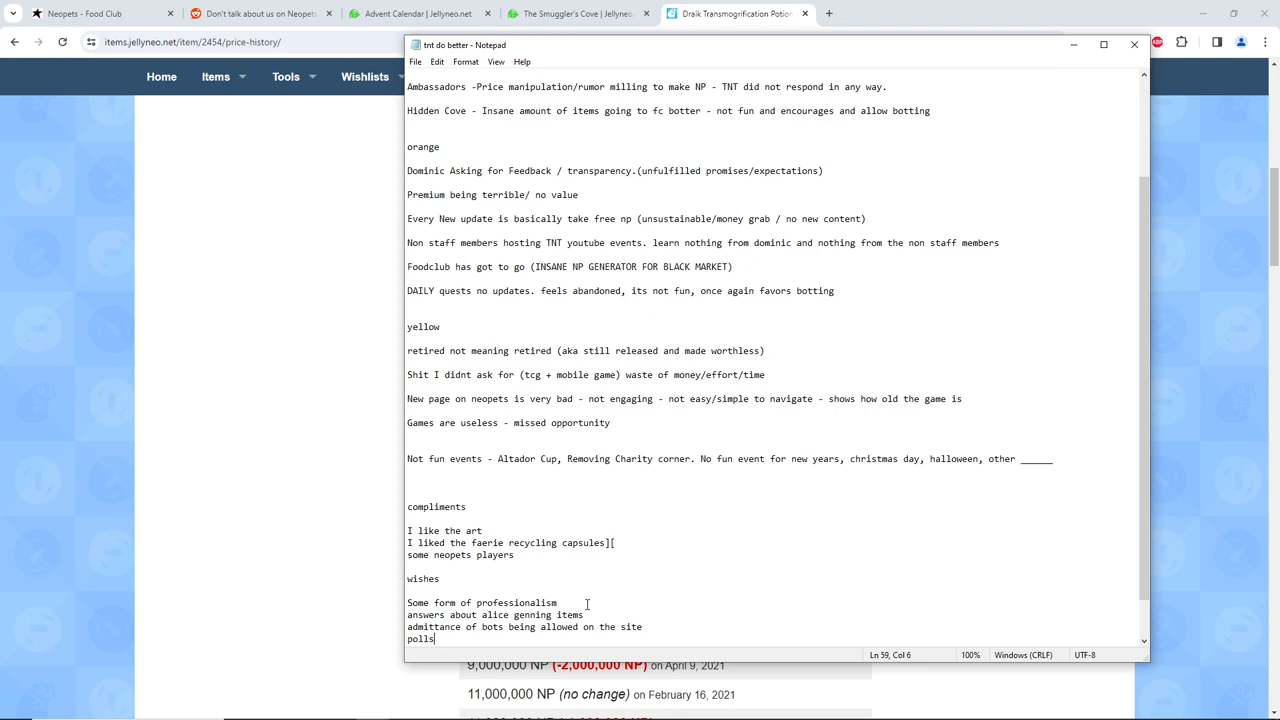 Neopets - Food Club
Don't talk about us on Neopets
Advent Calendar | Jellyneo.net
The Smuggler's Cove | Jellyneo.
Draik Transmogrification Potion
items.jellyneo.net/item/2454/price-history/
ABP
Home
Items
Tools
Wishlists
tnt do better - Notepad
File Edit Format View Help
Ambassadors -Price manipulation/rumor milling to make NP - TNT did not respond in any way.
Hidden Cove - Insane amount of items going to fc botter - not fun and encourages and allow botting
orange
Dominic Asking for Feedback / transparency.(unfulfilled promises/expectations)
Premium being terrible/ no value
Every New update is basically take free np (unsustainable/money grab / no new content)
Non staff members hosting TNT youtube events. learn nothing from dominic and nothing from the non staff members
Foodclub has got to go (INSANE NP GENERATOR FOR BLACK MARKET)
DAILY quests no updates. feels abandoned, its not fun, once again favors botting
yellow
retired not meaning retired (aka still released and made worthless)
Shit I didnt ask for (tcg + mobile game) waste of money/effort/time
New page on neopets is very bad - not engaging - not easy/simple to navigate - shows how old the game is
Games are useless - missed opportunity
Not fun events - Altador Cup, Removing Charity corner. No fun event for new years, christmas day, halloween, other ______
compliments
I like the art
I liked the faerie recycling capsules][
some neopets players
wishes
Some form of professionalism
answers about alice genning items
admittance of bots being allowed on the site
polls
Ln 59, Col 6
100%
Windows (CRLF)
UTF-8
9,000,000 NP (-2,000,000 NP) on April 9, 2021
11,000,000 NP (no change) on February 16, 2021